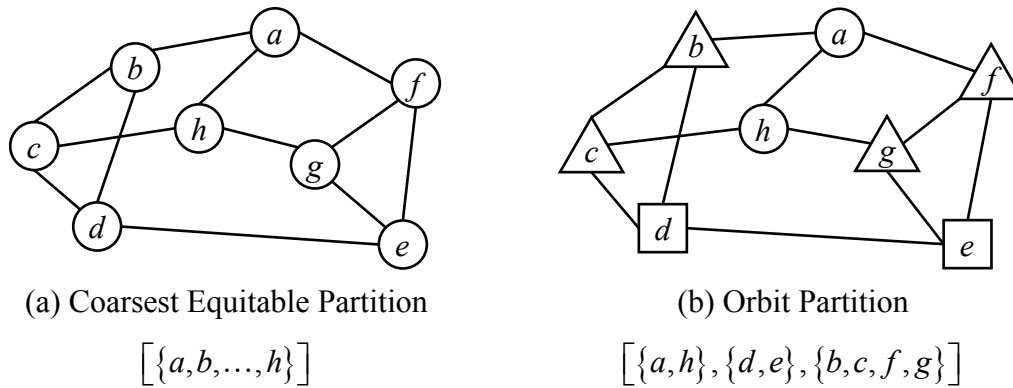 a
b
f
c
h
g
d
e
(a) Coarsest Equitable Partition
[{a,b,…,h}]
a
b
f
c
h
g
d
e
(b) Orbit Partition
[{a,h},{d,e},{b,c,f,g}]